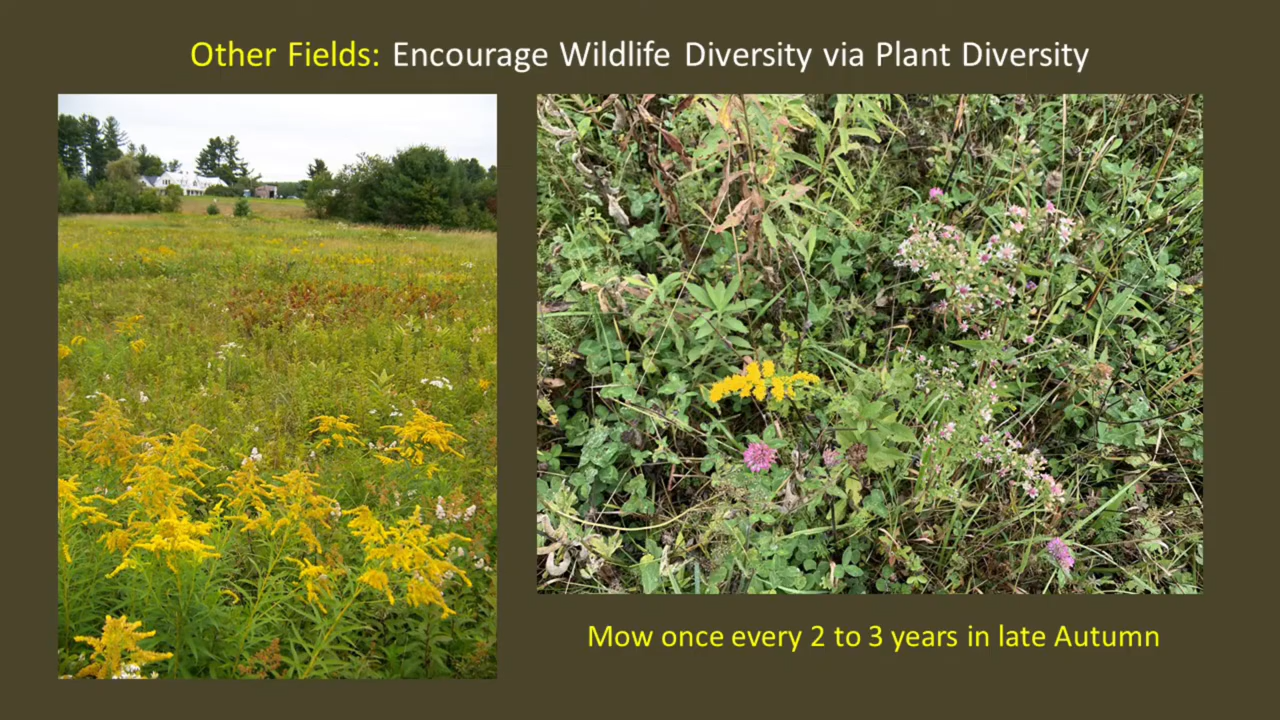 Other Fields: Encourage Wildlife Diversity via Plant Diversity
Mow once every 2 to 3 years in late Autumn